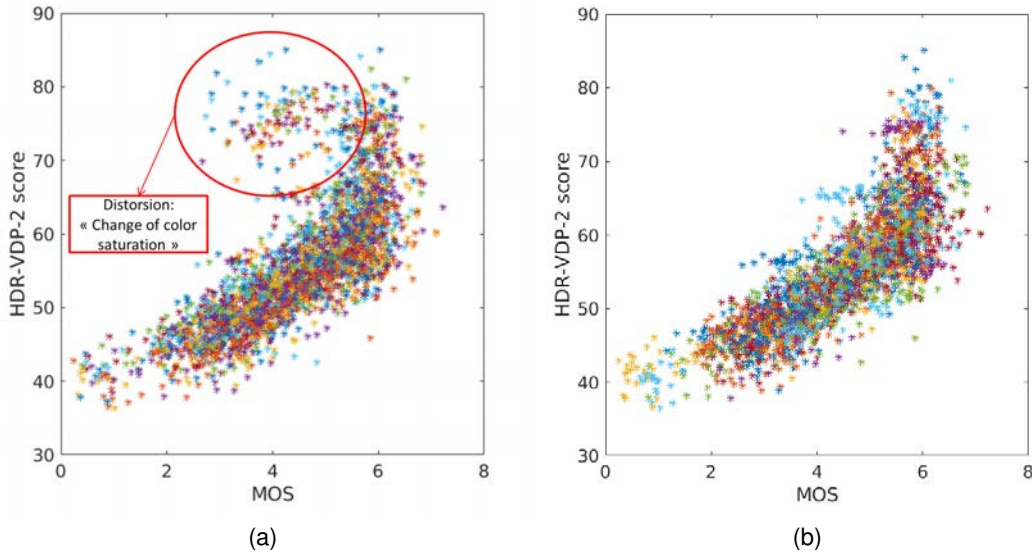 90
80
70
60
50
40
30
HDR-VDP-2 score
Distorsion:
« Change of color
saturation »
0 2 4 6 8
MOS
(a)
90
80
70
60
50
40
30
HDR-VDP-2 score
0 2 4 6 8
MOS
(b)